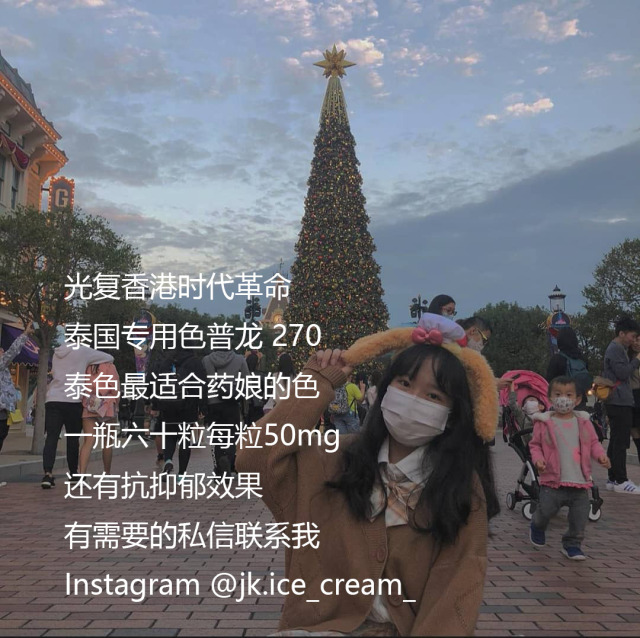 G
光复香港时代革命
泰国专用色普龙 270
泰色最适合药娘的色
一瓶六十粒每粒50mg
还有抗抑郁效果
有需要的私信联系我
Instagram @jk.ice_cream_